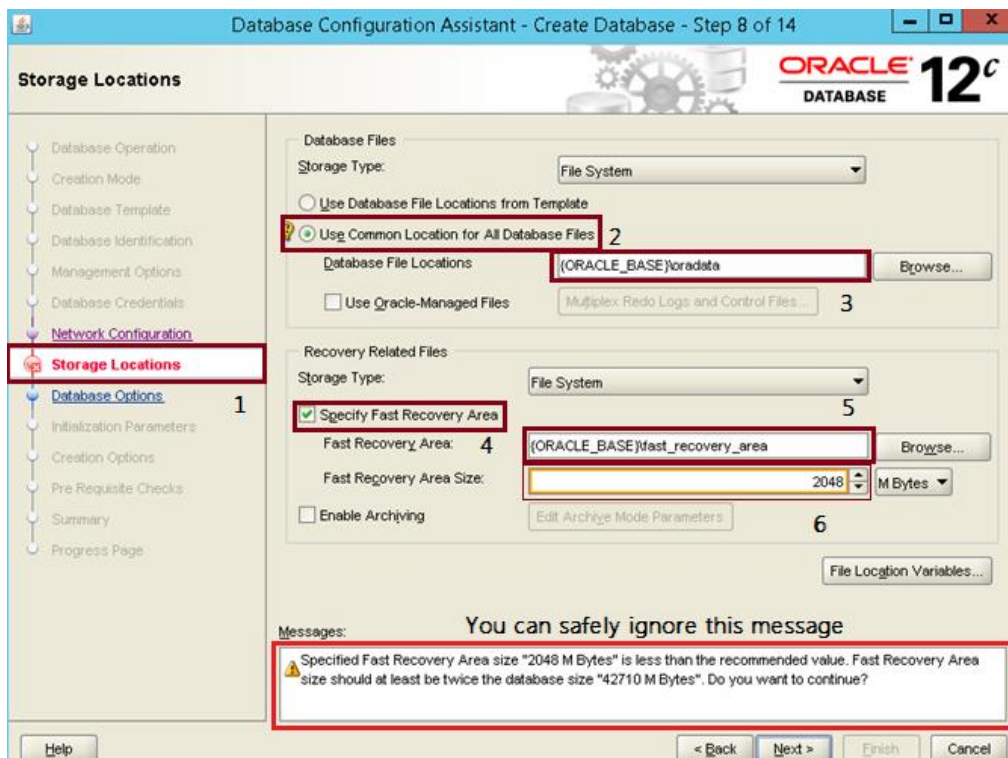 Database Configuration Assistant - Create Database - Step 8 of 14
Storage Locations
ORACLE
DATABASE
12c
Database Operation
Creation Mode
Database Template
Database Identification
Management Options
Database Credentials
Network Configuration
Storage Locations
Database Options
1
Initialization Parameters
Creation Options
Pre Requisite Checks
Summary
Progress Page
Database Files
Storage Type: File System
Use Database File Locations from Template
Use Common Location for All Database Files 2
Database File Locations {ORACLE_BASE}\oradata Browse...
Use Oracle-Managed Files Multiplex Redo Logs and Control Files... 3
Recovery Related Files
Storage Type: File System
5
Specify Fast Recovery Area
4
Fast Recovery Area: {ORACLE_BASE}\fast_recovery_area Browse...
Fast Recovery Area Size: 2048 M Bytes
Enable Archiving Edit Archive Mode Parameters 6
File Location Variables...
You can safely ignore this message
Messages:
Specified Fast Recovery Area size "2048 M Bytes" is less than the recommended value. Fast Recovery Area
size should at least be twice the database size "42710 M Bytes". Do you want to continue?
Help < Back Next > Finish Cancel